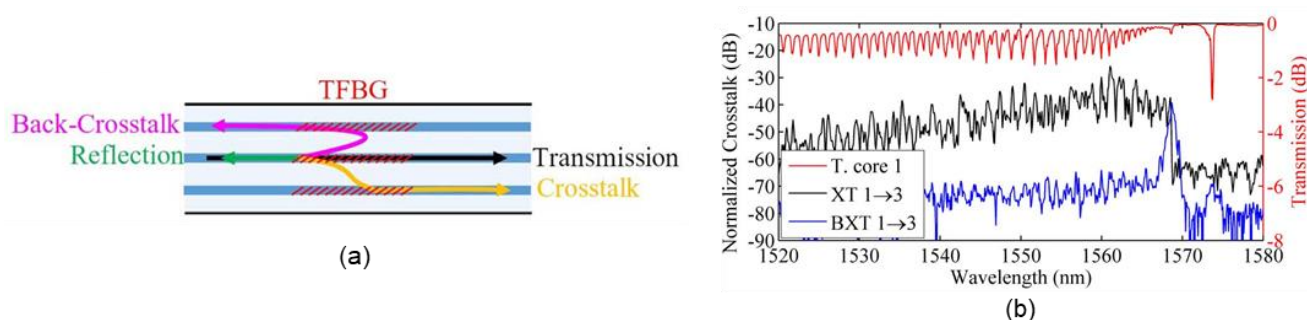 TFBG
Back-Crosstalk
Reflection
Transmission
Crosstalk
(a)
Normalized Crosstalk (dB)
-10
-20
-30
-40
-50
-60
-70
-80
-90
T. core 1
XT 1→3
BXT 1→3
1520
1530
1540
1550
1560
1570
1580
Wavelength (nm)
0
-2
-4
-6
-8
Transmission (dB)
(b)